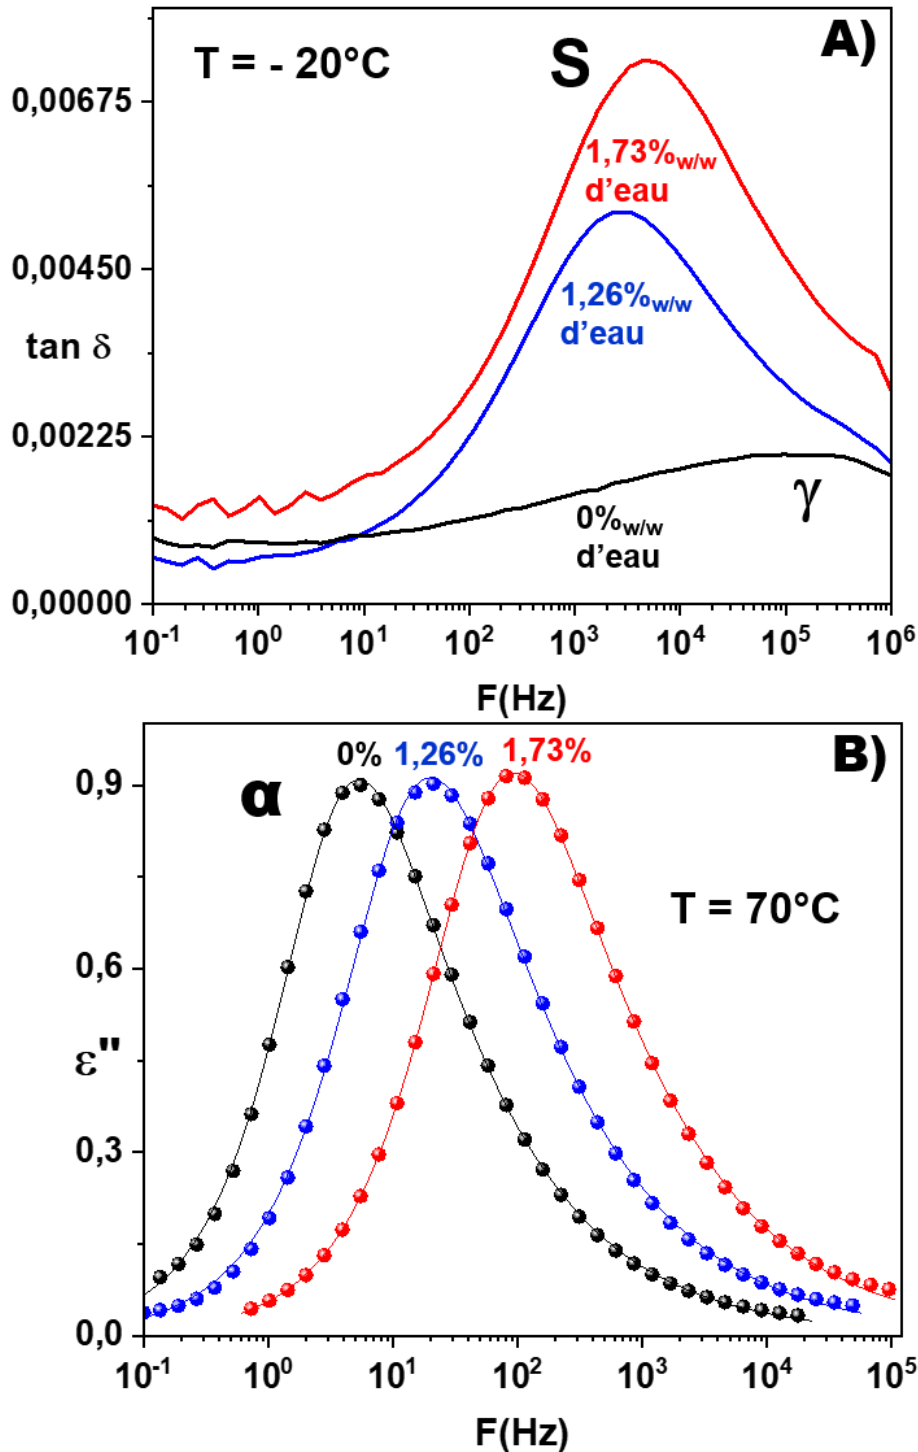 A)
T = - 20°C
S
0,00675
1,73%w/w
d'eau
0,00450
1,26%w/w
d'eau
tan δ
0,00225
γ
0%w/w
d'eau
0,00000
10⁻¹ 10⁰ 10¹ 10² 10³ 10⁴ 10⁵ 10⁶
F(Hz)
B)
0% 1,26% 1,73%
0,9
α
T = 70°C
0,6
ε"
0,3
0,0
10⁻¹ 10⁰ 10¹ 10² 10³ 10⁴ 10⁵
F(Hz)